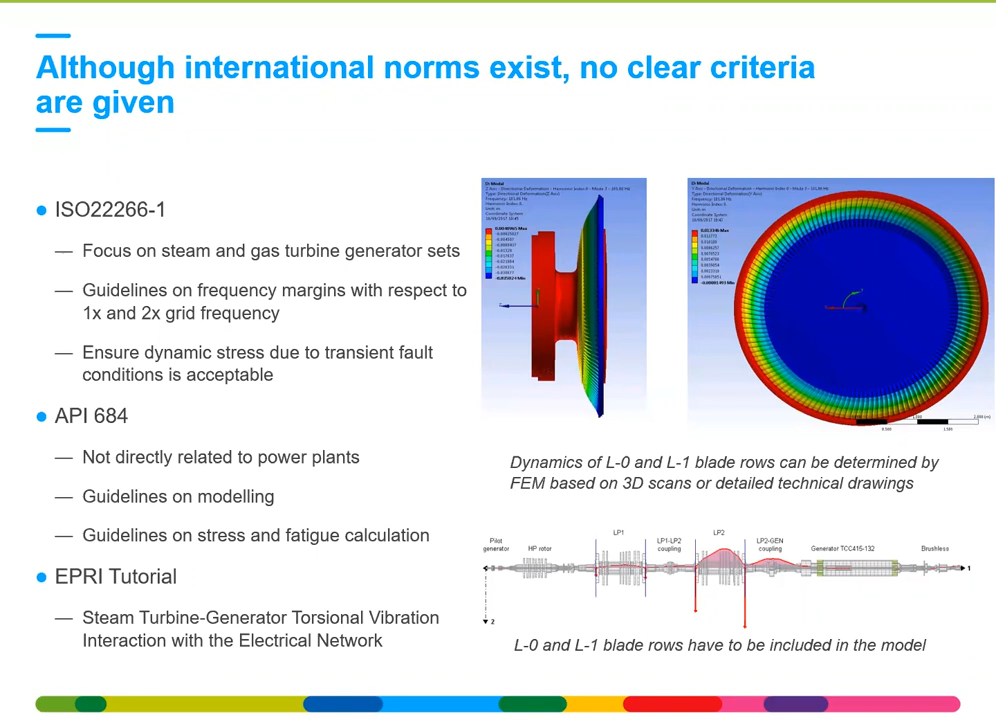 Although international norms exist, no clear criteria
are given
ISO22266-1
— Focus on steam and gas turbine generator sets
— Guidelines on frequency margins with respect to
1x and 2x grid frequency
— Ensure dynamic stress due to transient fault
conditions is acceptable
API 684
— Not directly related to power plants
— Guidelines on modelling
— Guidelines on stress and fatigue calculation
EPRI Tutorial
— Steam Turbine-Generator Torsional Vibration
Interaction with the Electrical Network
Dynamics of L-0 and L-1 blade rows can be determined by
FEM based on 3D scans or detailed technical drawings
Pilot
generator
HP rotor
LP1
LP1-LP2
coupling
LP2
LP2-GEN
coupling
Generator TCC415-132
Brushless
1
2
L-0 and L-1 blade rows have to be included in the model